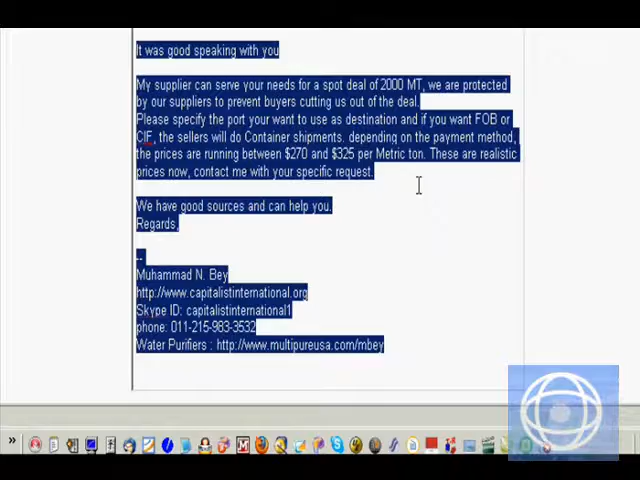 It was good speaking with you
My supplier can serve your needs for a spot deal of 2000 MT, we are protected
by our suppliers to prevent buyers cutting us out of the deal.
Please specify the port your want to use as destination and if you want FOB or
CIF, the sellers will do Container shipments. depending on the payment method,
the prices are running between $270 and $325 per Metric ton. These are realistic
prices now, contact me with your specific request.
We have good sources and can help you.
Regards,
--
Muhammad N. Bey
http://www.capitalistinternational.org
Skype ID: capitalistinternational1
phone: 011-215-983-3532
Water Purifiers : http://www.multipureusa.com/mbey